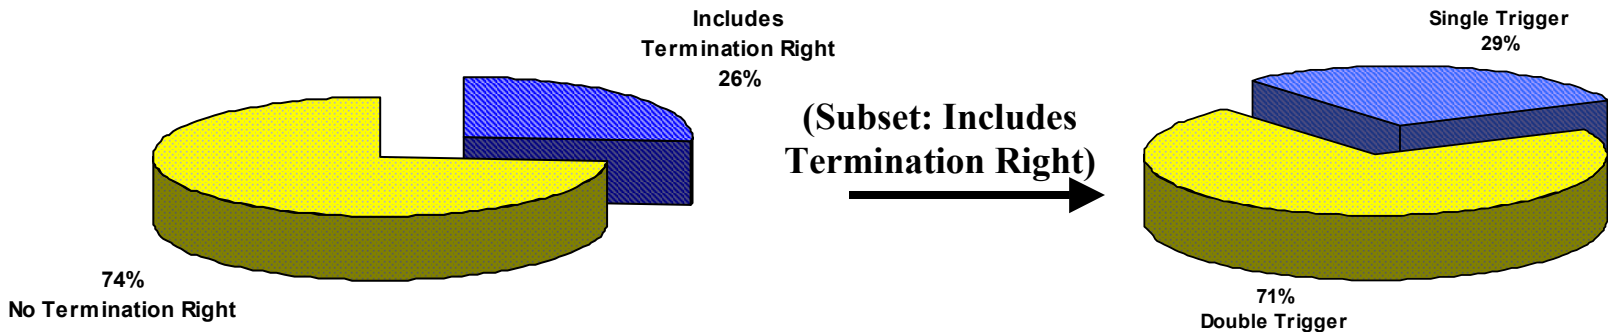 Includes
Termination Right
26%
74%
No Termination Right
(Subset: Includes
Termination Right)
Single Trigger
29%
71%
Double Trigger